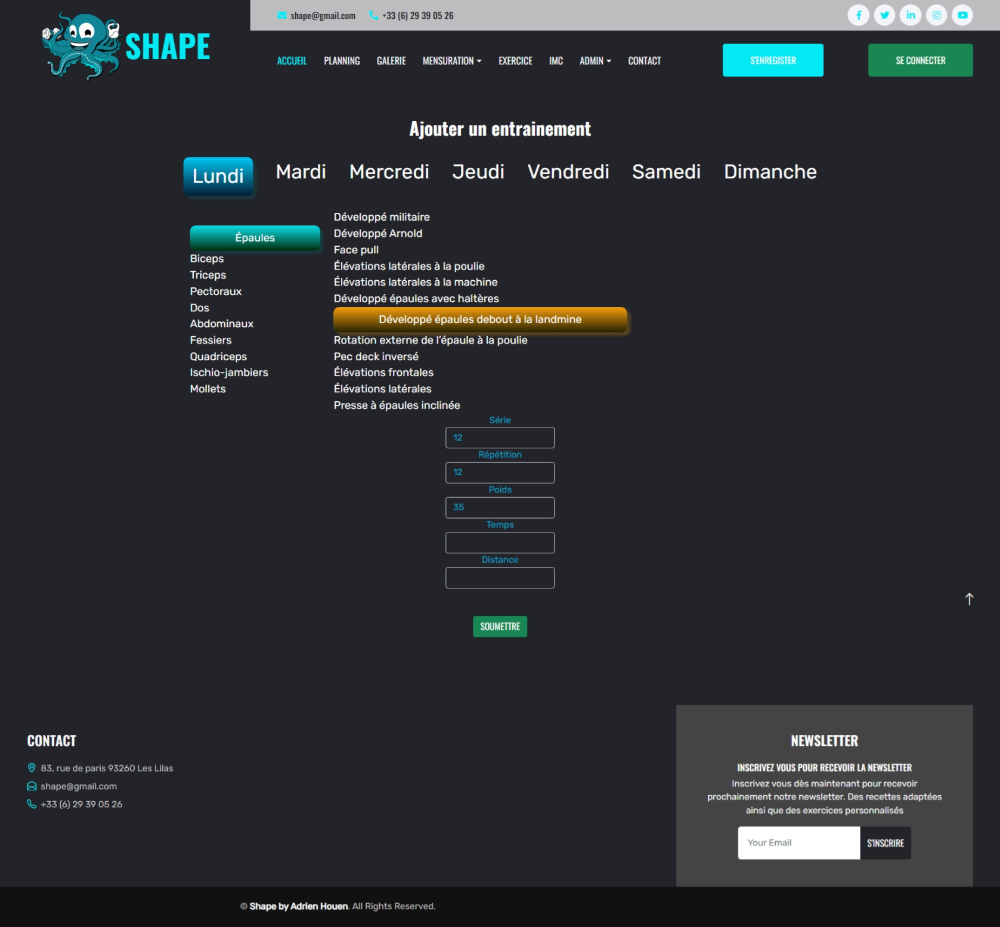 shape@gmail.com +33 (6) 29 39 05 26
SHAPE
ACCUEIL PLANNING GALERIE MENSURATION EXERCICE IMC ADMIN CONTACT S'ENREGISTER SE CONNECTER
Ajouter un entrainement
Lundi Mardi Mercredi Jeudi Vendredi Samedi Dimanche
Épaules
Biceps
Triceps
Pectoraux
Dos
Abdominaux
Fessiers
Quadriceps
Ischio-jambiers
Mollets
Développé militaire
Développé Arnold
Face pull
Élévations latérales à la poulie
Élévations latérales à la machine
Développé épaules avec haltères
Développé épaules debout à la landmine
Rotation externe de l’épaule à la poulie
Pec deck inversé
Élévations frontales
Élévations latérales
Presse à épaules inclinée
Série
12
Répétition
12
Poids
35
Temps
Distance
SOUMETTRE
CONTACT
83, rue de paris 93260 Les Lilas
shape@gmail.com
+33 (6) 29 39 05 26
NEWSLETTER
INSCRIVEZ VOUS POUR RECEVOIR LA NEWSLETTER
Inscrivez vous dès maintenant pour recevoir
prochainement notre newsletter. Des recettes adaptées
ainsi que des exercices personnalisés
Your Email S'INSCRIRE
© Shape by Adrien Houen. All Rights Reserved.